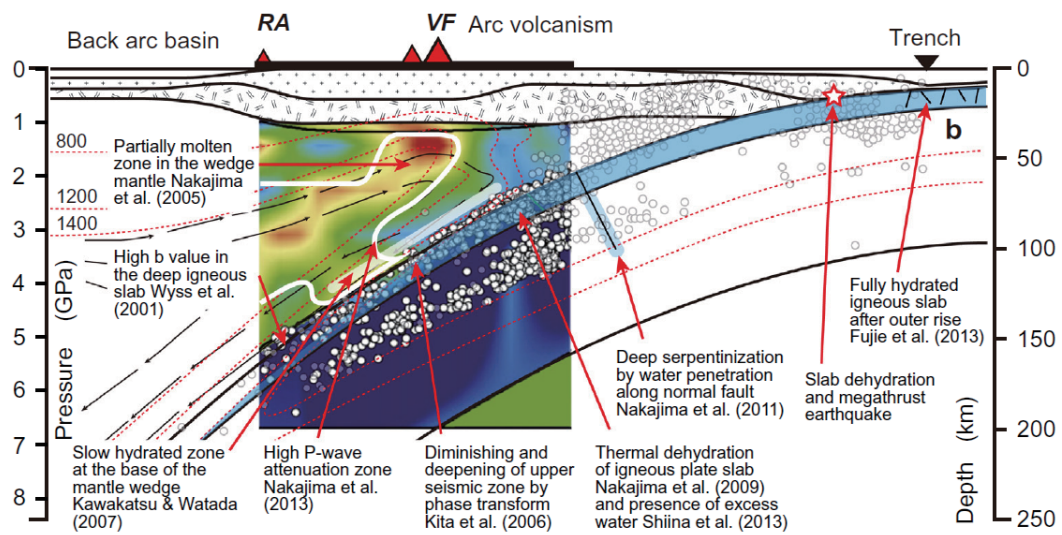 RA
VF
Arc volcanism
Back arc basin
Trench
0
1
2
3
4
5
6
7
8
Pressure (GPa)
0
50
100
150
200
250
Depth (km)
800
1200
1400
b
Partially molten
zone in the wedge
mantle Nakajima
et al. (2005)
High b value in
the deep igneous
slab Wyss et al.
(2001)
Fully hydrated
igneous slab
after outer rise
Fujie et al. (2013)
Deep serpentinization
by water penetration
along normal fault
Nakajima et al. (2011)
Slab dehydration
and megathrust
earthquake
Slow hydrated zone
at the base of the
mantle wedge
Kawakatsu & Watada
(2007)
High P-wave
attenuation zone
Nakajima et al.
(2013)
Diminishing and
deepening of upper
seismic zone by
phase transform
Kita et al. (2006)
Thermal dehydration
of igneous plate slab
Nakajima et al. (2009)
and presence of excess
water Shiina et al. (2013)